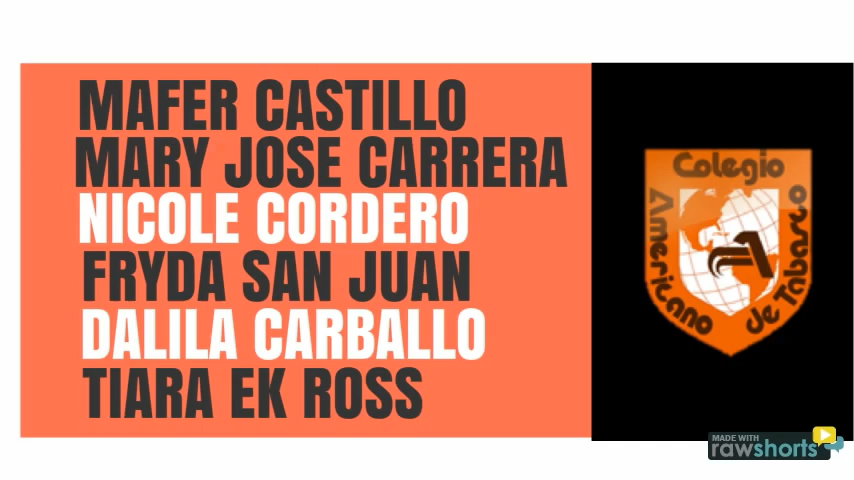 MAFER CASTILLO
MARY JOSE CARRERA
NICOLE CORDERO
FRYDA SAN JUAN
DALILA CARBALLO
TIARA EK ROSS
Colegio
Americano
de Tabasco
MADE WITH
rawshorts